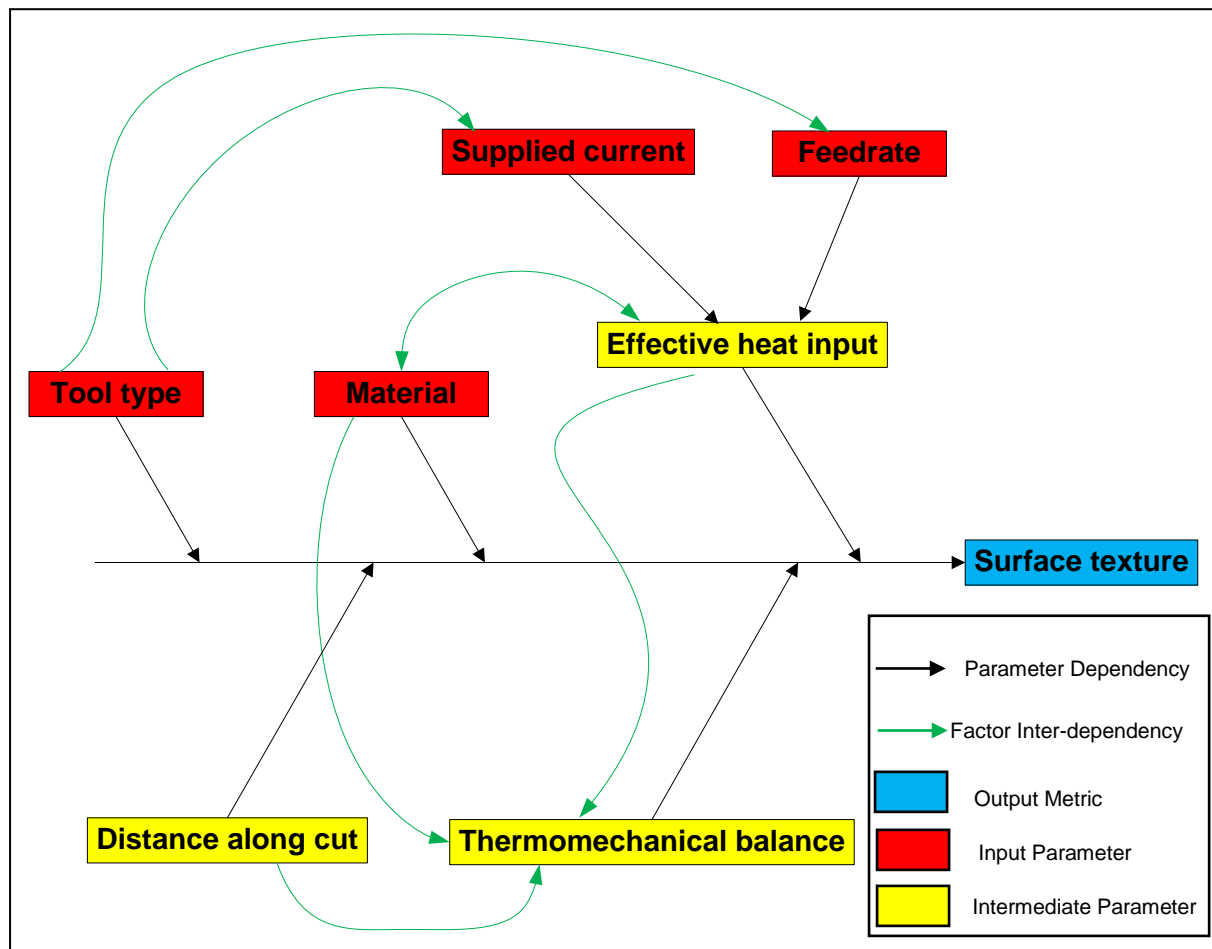 Supplied current
Feedrate
Effective heat input
Tool type
Material
Surface texture
Distance along cut
Thermomechanical balance
Parameter Dependency
Factor Inter-dependency
Output Metric
Input Parameter
Intermediate Parameter